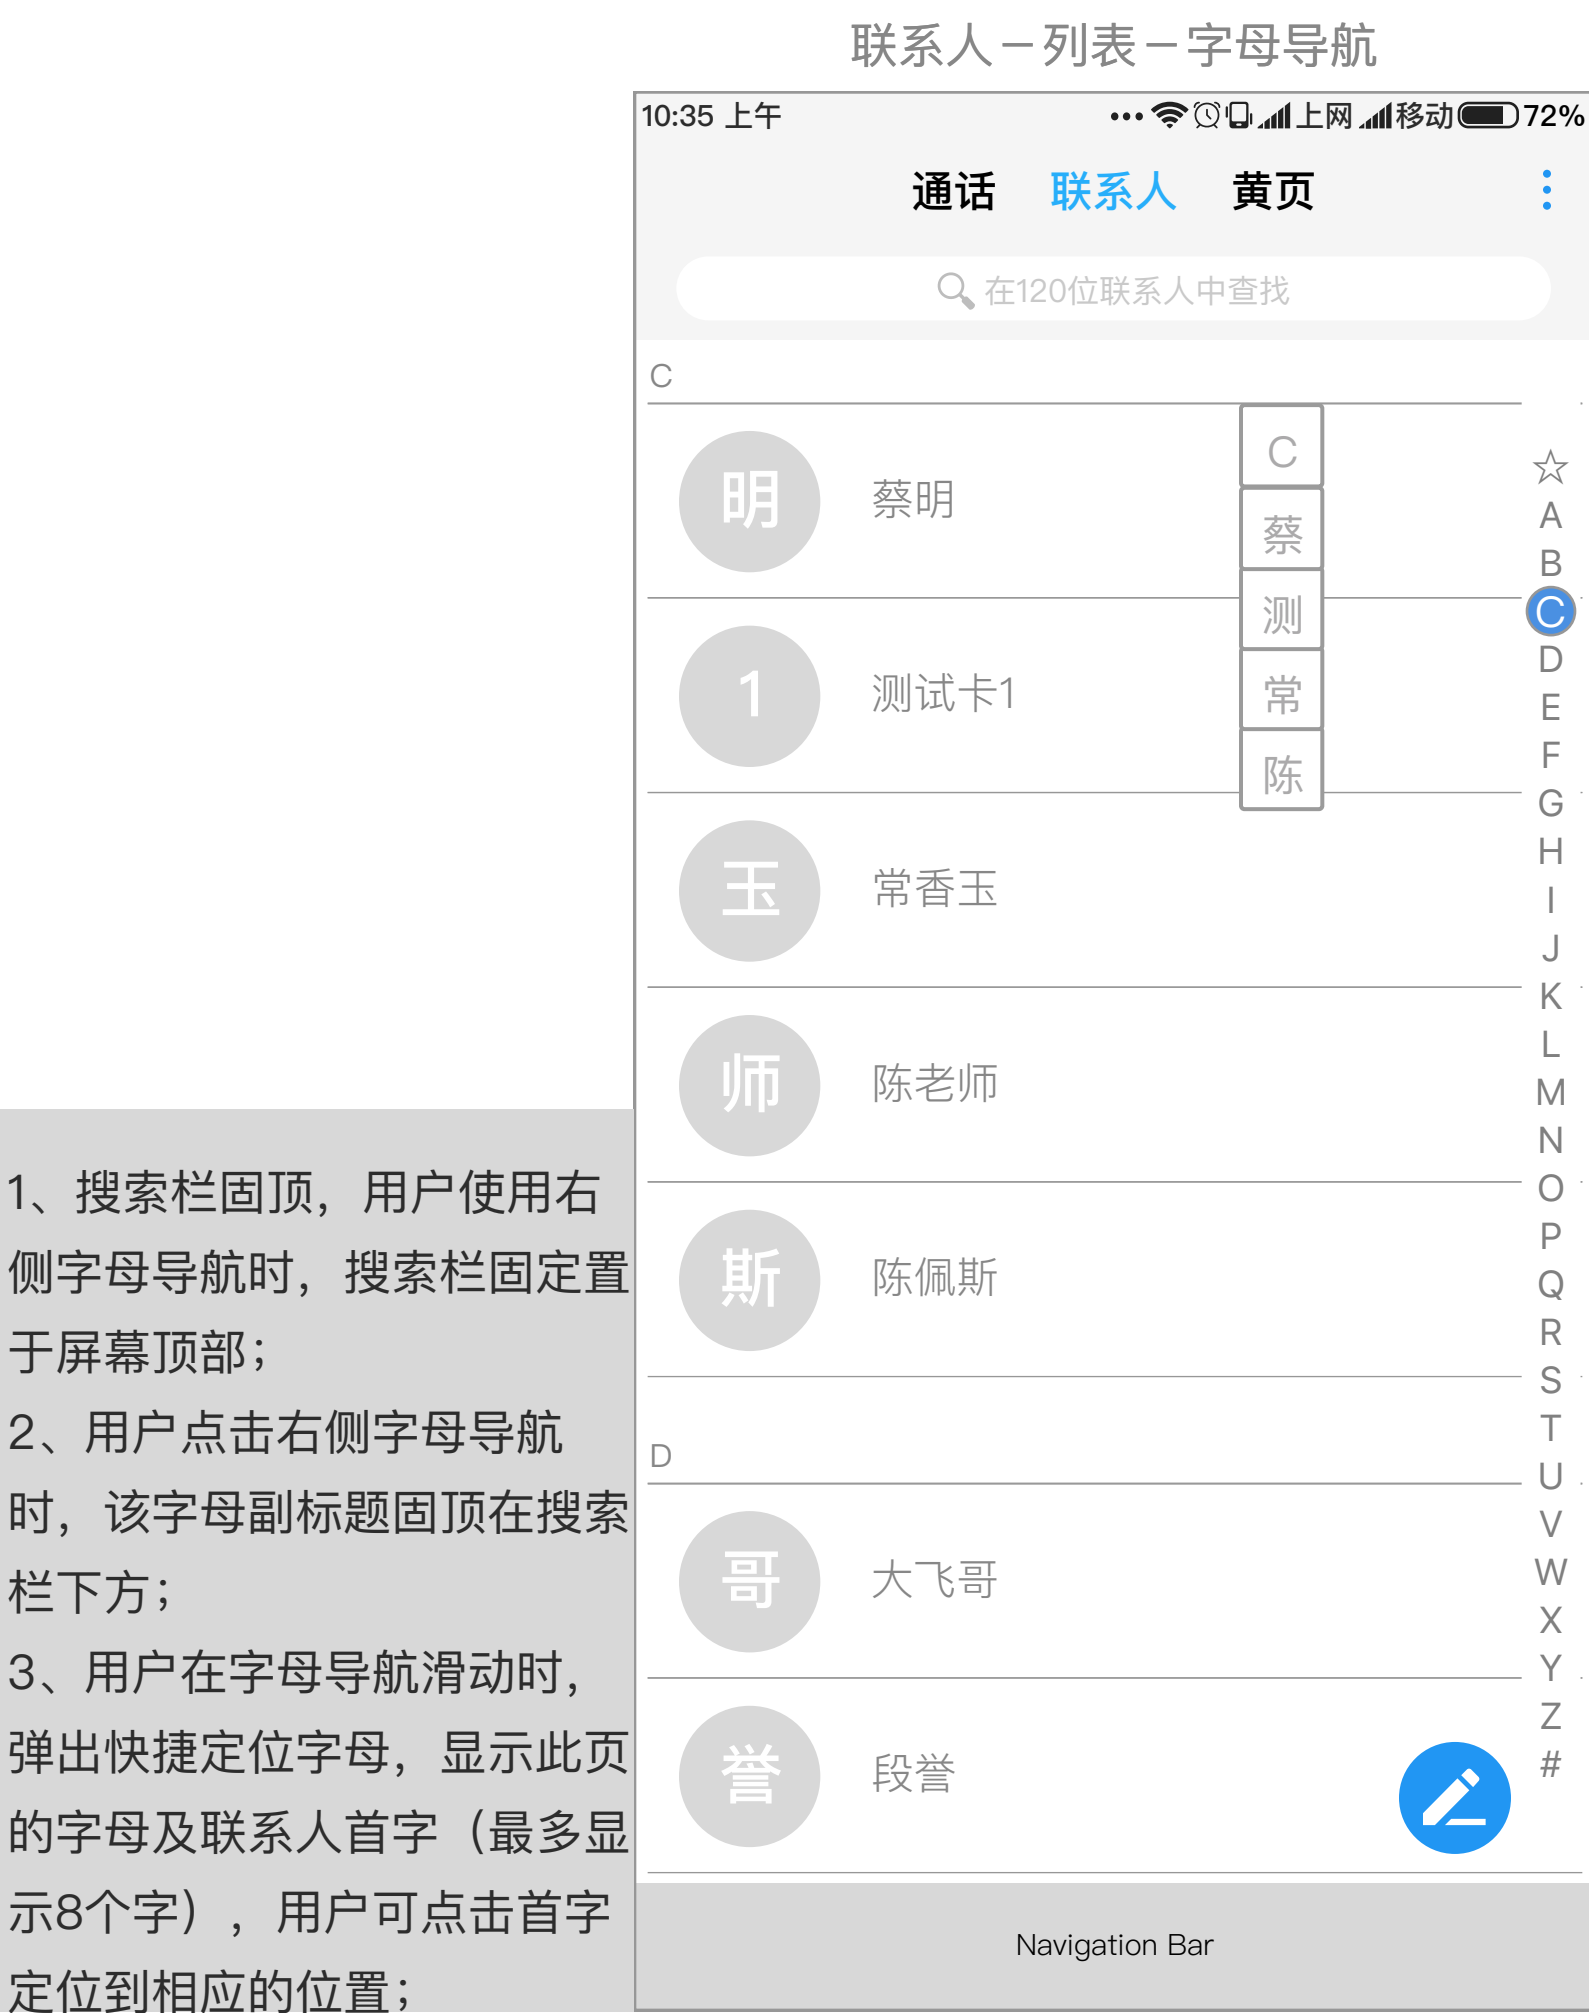 联系人－列表－字母导航
10:35 上午
上网 移动 72%
通话 联系人 黄页
在120位联系人中查找
C
明 蔡明
1 测试卡1
玉 常香玉
师 陈老师
斯 陈佩斯
D
哥 大飞哥
誉 段誉
C
蔡
测
常
陈
☆
A
B
C
D
E
F
G
H
I
J
K
L
M
N
O
P
Q
R
S
T
U
V
W
X
Y
Z
#
Navigation Bar
1、搜索栏固顶，用户使用右
侧字母导航时，搜索栏固定置
于屏幕顶部；
2、用户点击右侧字母导航
时，该字母副标题固顶在搜索
栏下方；
3、用户在字母导航滑动时，
弹出快捷定位字母，显示此页
的字母及联系人首字（最多显
示8个字），用户可点击首字
定位到相应的位置；